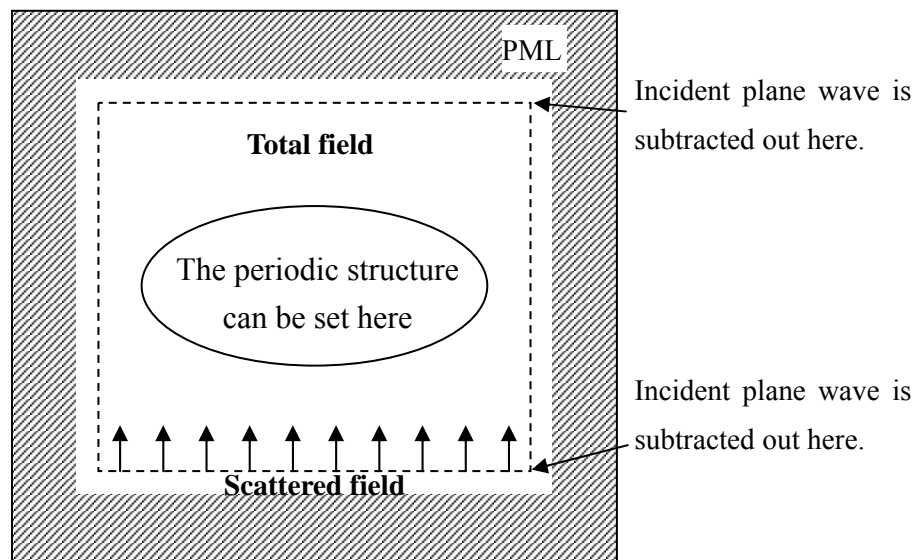 PML
Incident plane wave is
subtracted out here.
Total field
The periodic structure
can be set here
Incident plane wave is
subtracted out here.
Scattered field